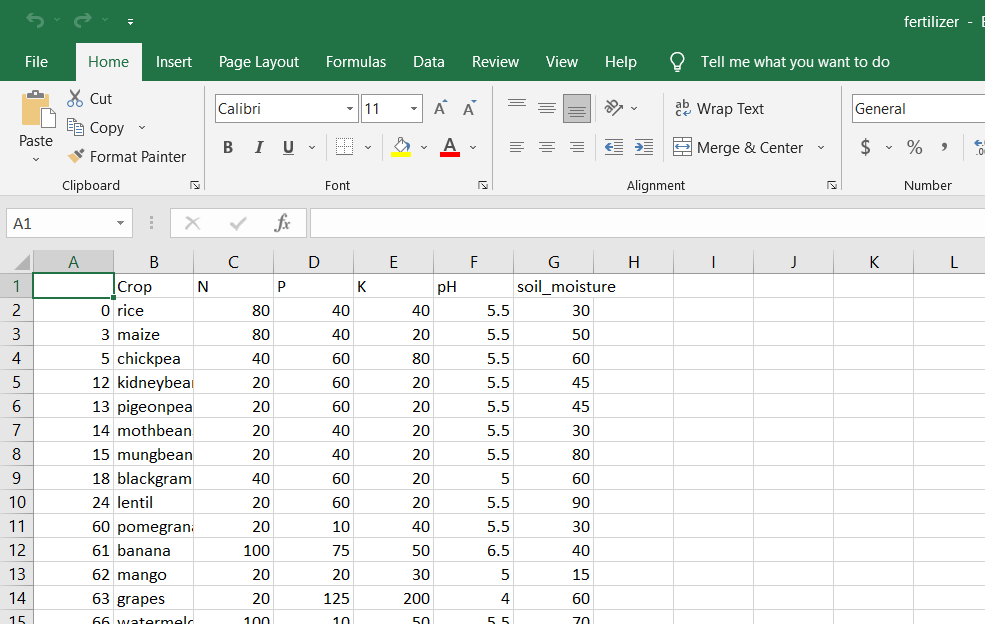 fertilizer -
File Home Insert Page Layout Formulas Data Review View Help Tell me what you want to do
Cut
Copy
Format Painter
Paste
Clipboard
Calibri 11 A A
B I U A
Font
ab Wrap Text
Merge & Center
Alignment
General
$ % ,
Number
A1 fx
A B C D E F G H I J K L
1 Crop N P K pH soil_moisture
2 0 rice 80 40 40 5.5 30
3 3 maize 80 40 20 5.5 50
4 5 chickpea 40 60 80 5.5 60
5 12 kidneybea 20 60 20 5.5 45
6 13 pigeonpea 20 60 20 5.5 45
7 14 mothbean 20 40 20 5.5 30
8 15 mungbean 20 40 20 5.5 80
9 18 blackgram 40 60 20 5 60
10 24 lentil 20 60 20 5.5 90
11 60 pomegran 20 10 40 5.5 30
12 61 banana 100 75 50 6.5 40
13 62 mango 20 20 30 5 15
14 63 grapes 20 125 200 4 60
15 66 watermel 100 10 50 5.5 70